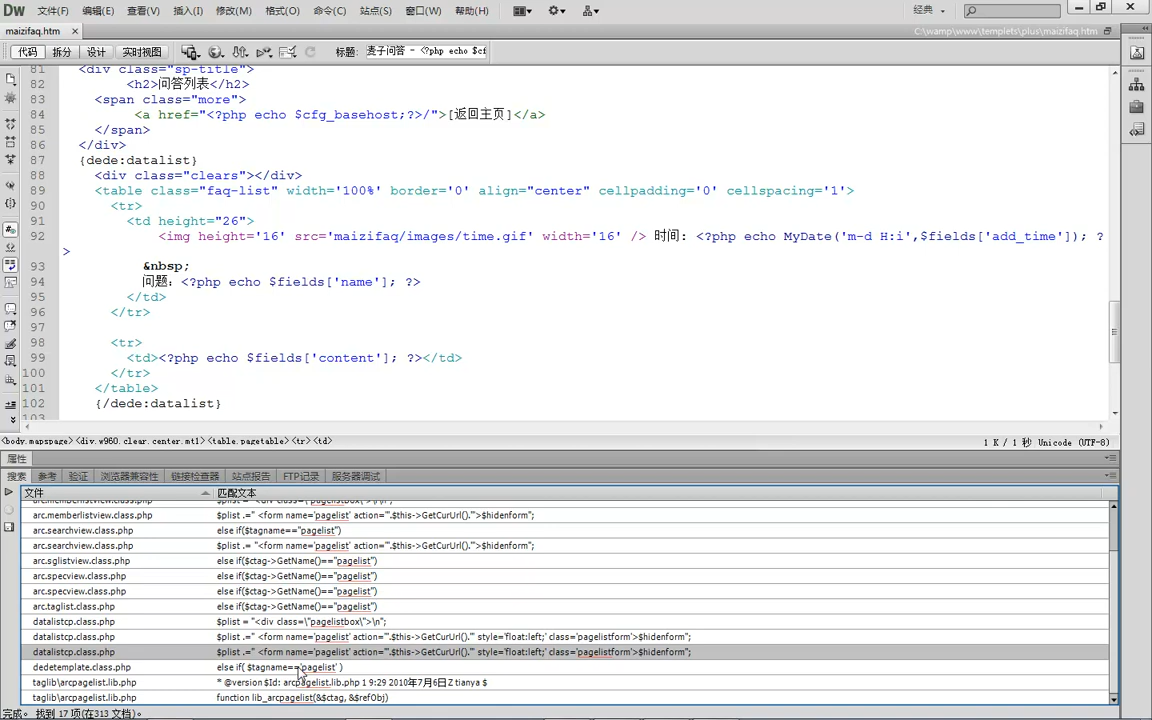 Dw 文件(F) 编辑(E) 查看(V) 插入(I) 修改(M) 格式(O) 命令(C) 站点(S) 窗口(W) 帮助(H) 经典
maizifaq.htm × C:\wamp\www\templets\plus\maizifaq.htm
代码 拆分 设计 实时视图 标题: 麦子问答 - <?php echo $cf
81 <div class="sp-title">
82 <h2>问答列表</h2>
83 <span class="more">
84 <a href="<?php echo $cfg_basehost;?>/">[返回主页]</a>
85 </span>
86 </div>
87 {dede:datalist}
88 <div class="clears"></div>
89 <table class="faq-list" width='100%' border='0' align="center" cellpadding='0' cellspacing='1'>
90 <tr>
91 <td height="26">
92 <img height='16' src='maizifaq/images/time.gif' width='16' /> 时间: <?php echo MyDate('m-d H:i',$fields['add_time']); ?
>
93 &nbsp;
94 问题: <?php echo $fields['name']; ?>
95 </td>
96 </tr>
97
98 <tr>
99 <td><?php echo $fields['content']; ?></td>
100 </tr>
101 </table>
102 {/dede:datalist}
103
<body.mapspage><div.w960.clear.center.mt1><table.pagetable><tr><td> 1 K / 1 秒 Unicode (UTF-8)
属性
搜索 参考 验证 浏览器兼容性 链接检查器 站点报告 FTP记录 服务器调试
文件 匹配文本
arc.memberlistview.class.php $plist = "<div class=\"pagelistbox\">\r\n";
arc.memberlistview.class.php $plist .=" <form name='pagelist' action='".$this->GetCurUrl()."'>$hidenform";
arc.searchview.class.php else if($tagname=="pagelist")
arc.searchview.class.php $plist .= "<form name='pagelist' action='".$this->GetCurUrl()."'>$hidenform";
arc.sglistview.class.php else if($ctag->GetName()=="pagelist")
arc.specview.class.php else if($ctag->GetName()=="pagelist")
arc.specview.class.php else if($ctag->GetName()=="pagelist")
arc.taglist.class.php else if($ctag->GetName()=="pagelist")
datalistcp.class.php $plist = "<div class=\"pagelistbox\">\n";
datalistcp.class.php $plist .=" <form name='pagelist' action='".$this->GetCurUrl()."' style='float:left;' class='pagelistform'>$hidenform";
datalistcp.class.php $plist .=" <form name='pagelist' action='".$this->GetCurUrl()."' style='float:left;' class='pagelistform'>$hidenform";
dedetemplate.class.php else if( $tagname=='pagelist' )
taglib\arcpagelist.lib.php * @version $Id: arcpagelist.lib.php 1 9:29 2010年7月6日Z tianya $
taglib\arcpagelist.lib.php function lib_arcpagelist(&$ctag, &$refObj)
完成。 找到 17 项(在313 文档)。